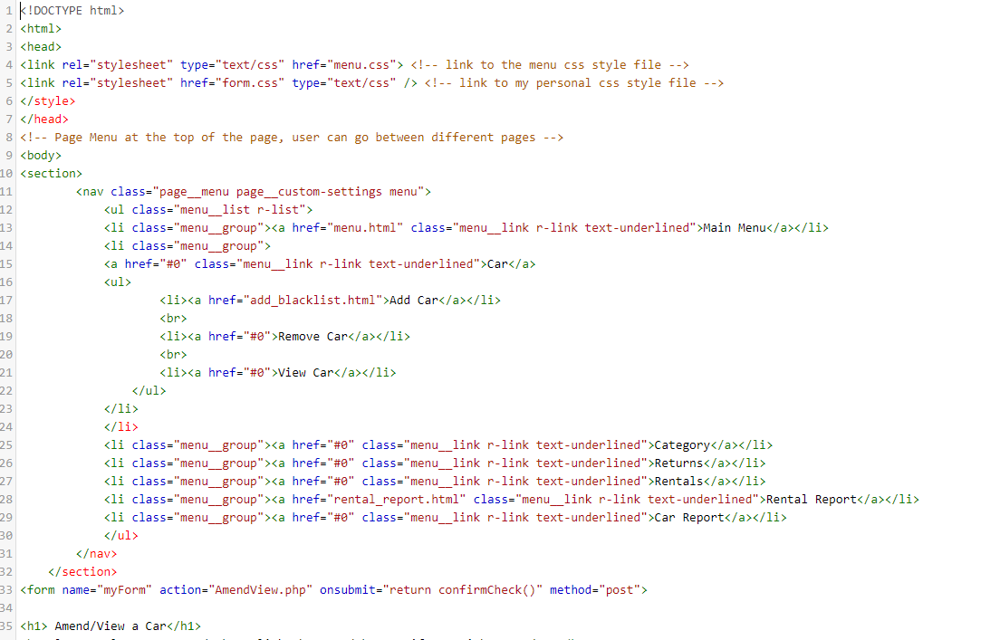 1 <!DOCTYPE html>
2 <html>
3 <head>
4 <link rel="stylesheet" type="text/css" href="menu.css"> <!-- link to the menu css style file -->
5 <link rel="stylesheet" href="form.css" type="text/css" /> <!-- link to my personal css style file -->
6 </style>
7 </head>
8 <!-- Page Menu at the top of the page, user can go between different pages -->
9 <body>
10 <section>
11         <nav class="page__menu page__custom-settings menu">
12             <ul class="menu__list r-list">
13             <li class="menu__group"><a href="menu.html" class="menu__link r-link text-underlined">Main Menu</a></li>
14             <li class="menu__group">
15             <a href="#0" class="menu__link r-link text-underlined">Car</a>
16             <ul>
17                     <li><a href="add_blacklist.html">Add Car</a></li>
18                     <br>
19                     <li><a href="#0">Remove Car</a></li>
20                     <br>
21                     <li><a href="#0">View Car</a></li>
22                 </ul>
23             </li>
24             </li>
25             <li class="menu__group"><a href="#0" class="menu__link r-link text-underlined">Category</a></li>
26             <li class="menu__group"><a href="#0" class="menu__link r-link text-underlined">Returns</a></li>
27             <li class="menu__group"><a href="#0" class="menu__link r-link text-underlined">Rentals</a></li>
28             <li class="menu__group"><a href="rental_report.html" class="menu__link r-link text-underlined">Rental Report</a></li>
29             <li class="menu__group"><a href="#0" class="menu__link r-link text-underlined">Car Report</a></li>
30             </ul>
31         </nav>
32     </section>
33 <form name="myForm" action="AmendView.php" onsubmit="return confirmCheck()" method="post">
34
35 <h1> Amend/View a Car</h1>